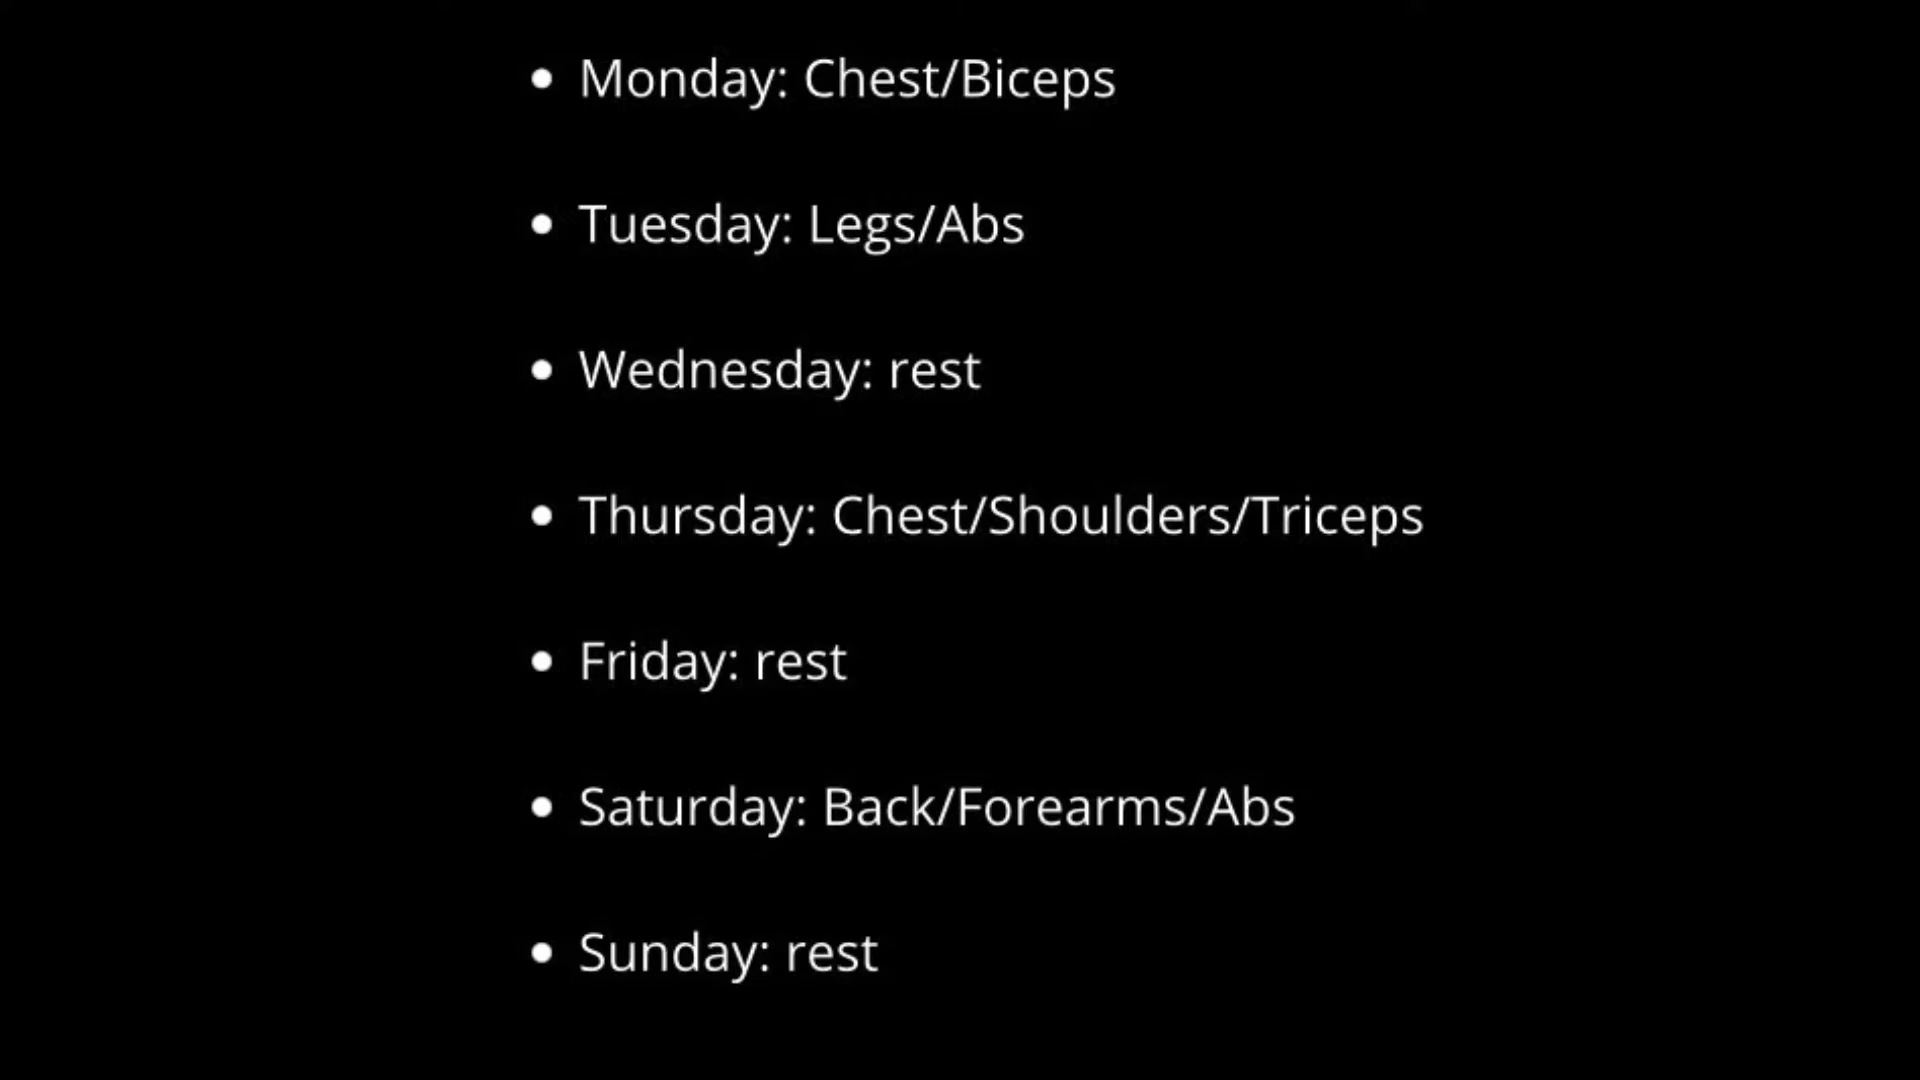 • Monday: Chest/Biceps
• Tuesday: Legs/Abs
• Wednesday: rest
• Thursday: Chest/Shoulders/Triceps
• Friday: rest
• Saturday: Back/Forearms/Abs
• Sunday: rest